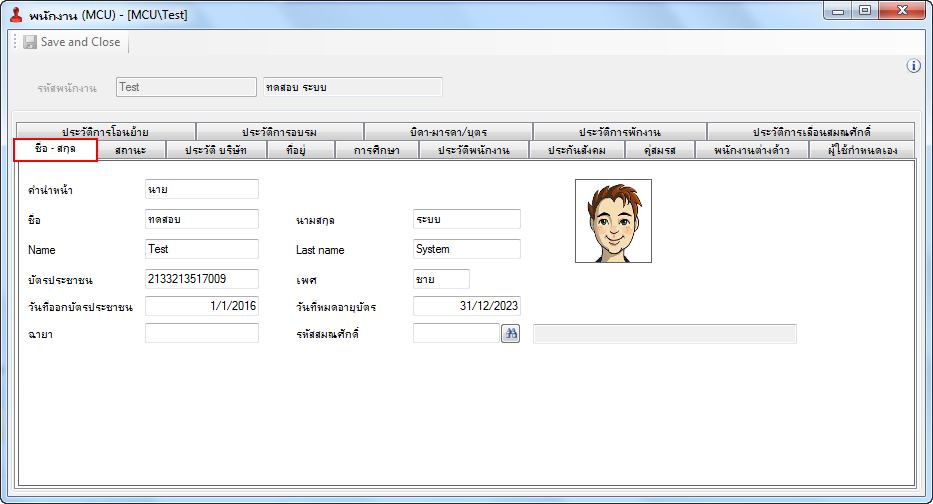 พนักงาน (MCU) - [MCU\Test]
Save and Close
รหัสพนักงาน Test ทดสอบ ระบบ
ประวัติการโอนย้าย ประวัติการอบรม บิดา-มารดา/บุตร ประวัติการพักงาน ประวัติการเลื่อนสมณศักดิ์
ชื่อ - สกุล สถานะ ประวัติ บริษัท ที่อยู่ การศึกษา ประวัติพนักงาน ประกันสังคม คู่สมรส พนักงานต่างด้าว ผู้ใช้กำหนดเอง
คำนำหน้า นาย
ชื่อ ทดสอบ นามสกุล ระบบ
Name Test Last name System
บัตรประชาชน 2133213517009 เพศ ชาย
วันที่ออกบัตรประชาชน 1/1/2016 วันที่หมดอายุบัตร 31/12/2023
ฉายา รหัสสมณศักดิ์